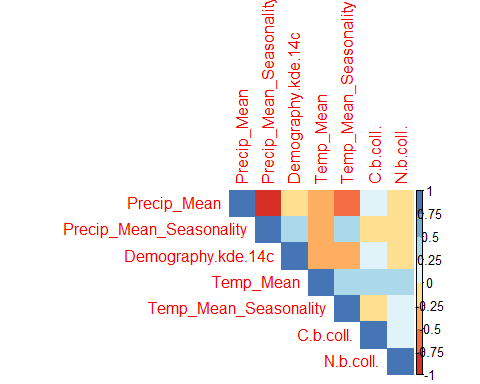 Precip_Mean
Precip_Mean_Seasonality
Demography.kde.14c
Temp_Mean
Temp_Mean_Seasonality
C.b.coll.
N.b.coll.
Precip_Mean
Precip_Mean_Seasonality
Demography.kde.14c
Temp_Mean
Temp_Mean_Seasonality
C.b.coll.
N.b.coll.
1
0.75
0.5
0.25
0
-0.25
-0.5
-0.75
-1